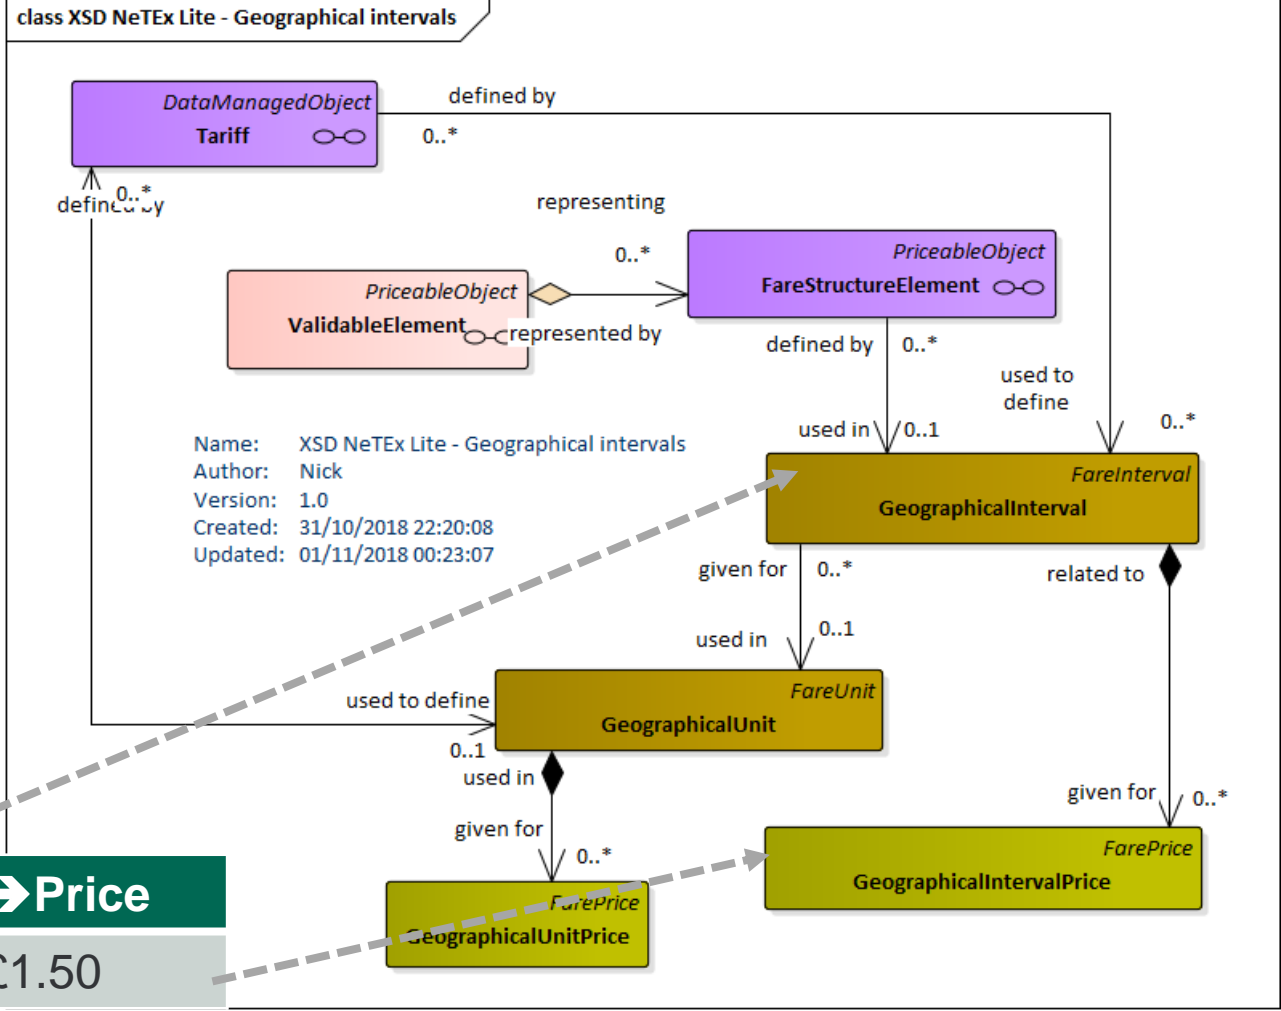 class XSD NeTEx Lite - Geographical intervals
DataManagedObject
Tariff
defined by
0..*
0..*
defined by
representing
0..*
PriceableObject
FareStructureElement
PriceableObject
ValidableElement
represented by
defined by
0..*
used to
define
0..*
used in
0..1
Name: XSD NeTEx Lite - Geographical intervals
Author: Nick
Version: 1.0
Created: 31/10/2018 22:20:08
Updated: 01/11/2018 00:23:07
FareInterval
GeographicalInterval
given for
0..*
related to
used in
0..1
FareUnit
GeographicalUnit
used to define
0..1
used in
given for
0..*
given for
0..*
FarePrice
GeographicalIntervalPrice
FarePrice
GeographicalUnitPrice
➔Price
£1.50